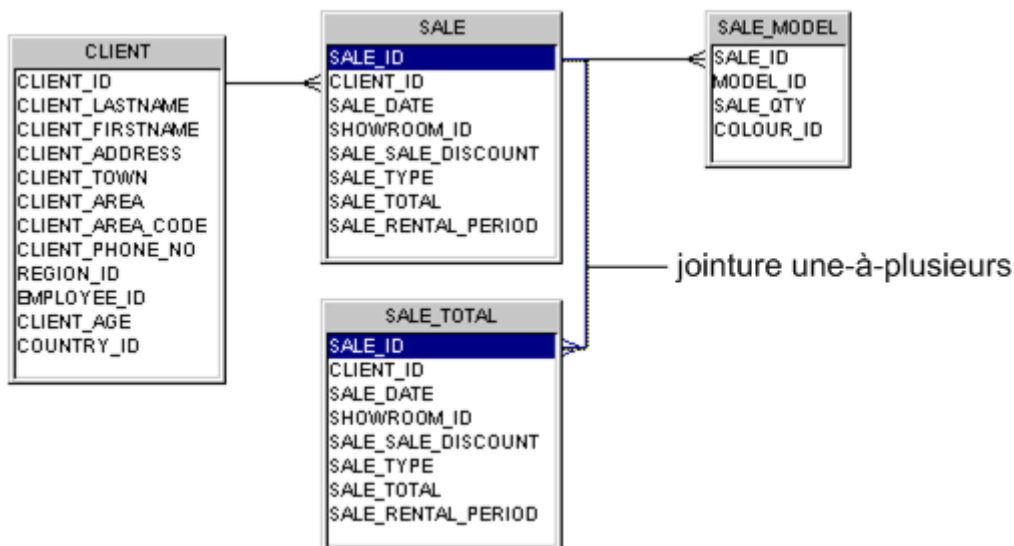 CLIENT
CLIENT_ID
CLIENT_LASTNAME
CLIENT_FIRSTNAME
CLIENT_ADDRESS
CLIENT_TOWN
CLIENT_AREA
CLIENT_AREA_CODE
CLIENT_PHONE_NO
REGION_ID
EMPLOYEE_ID
CLIENT_AGE
COUNTRY_ID
SALE
SALE_ID
CLIENT_ID
SALE_DATE
SHOWROOM_ID
SALE_SALE_DISCOUNT
SALE_TYPE
SALE_TOTAL
SALE_RENTAL_PERIOD
SALE_MODEL
SALE_ID
MODEL_ID
SALE_QTY
COLOUR_ID
jointure une-à-plusieurs
SALE_TOTAL
SALE_ID
CLIENT_ID
SALE_DATE
SHOWROOM_ID
SALE_SALE_DISCOUNT
SALE_TYPE
SALE_TOTAL
SALE_RENTAL_PERIOD